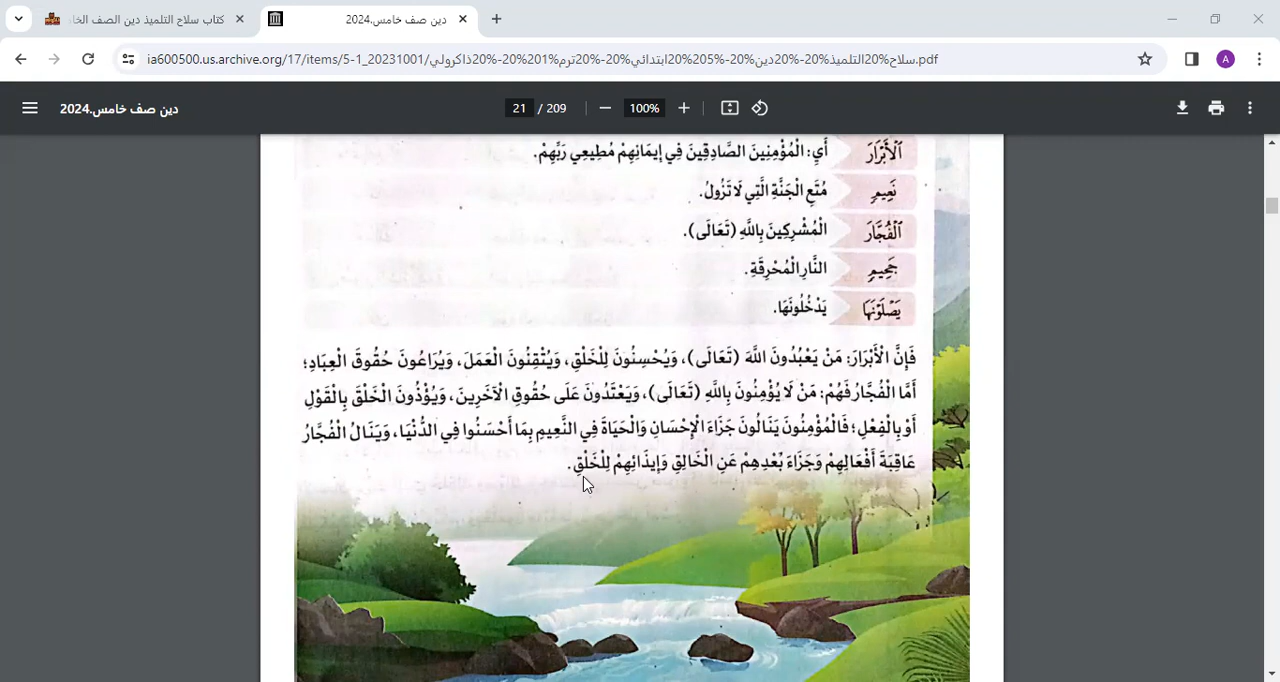 كتاب سلاح التلميذ دين الصف الخا
دين صف خامس.2024
ia600500.us.archive.org/17/items/5-1_20231001/سلاح%20التلميذ%20-%20دين%20-%205%20ابتدائي%20-%20ترم%201%20-%20ذاكرولي.pdf
A
دين صف خامس.2024
21 / 209
100%
اَلْأَبْرَارَ أَيِ: الْمُؤْمِنِينَ الصَّادِقِينَ فِي إِيمَانِهِمْ مُطِيعِي رَبِّهِمْ.
نَعِيمٍ مُتَعِ الْجَنَّةِ الَّتِي لَا تَزُولُ.
اَلْفُجَّارَ الْمُشْرِكِينَ بِاللَّهِ (تَعَالَى).
جَحِيمٍ النَّارِ الْمُحْرِقَةِ.
يَصْلَوْنَهَا يَدْخُلُونَهَا.
فَإِنَّ الْأَبْرَارَ: مَنْ يَعْبُدُونَ اللَّهَ (تَعَالَى)، وَيُحْسِنُونَ لِلْخَلْقِ، وَيُتْقِنُونَ الْعَمَلَ، وَيُرَاعُونَ حُقُوقَ الْعِبَادِ؛
أَمَّا الْفُجَّارُ فَهُمْ: مَنْ لَا يُؤْمِنُونَ بِاللَّهِ (تَعَالَى)، وَيَعْتَدُونَ عَلَى حُقُوقِ الْآخَرِينَ، وَيُؤْذُونَ الْخَلْقَ بِالْقَوْلِ
أَوْ بِالْفِعْلِ؛ فَالْمُؤْمِنُونَ يَنَالُونَ جَزَاءَ الْإِحْسَانِ وَالْحَيَاةَ فِي النَّعِيمِ بِمَا أَحْسَنُوا فِي الدُّنْيَا، وَيَنَالُ الْفُجَّارُ
عَاقِبَةَ أَفْعَالِهِمْ وَجَزَاءَ بُعْدِهِمْ عَنِ الْخَالِقِ وَإِيذَائِهِمْ لِلْخَلْقِ.